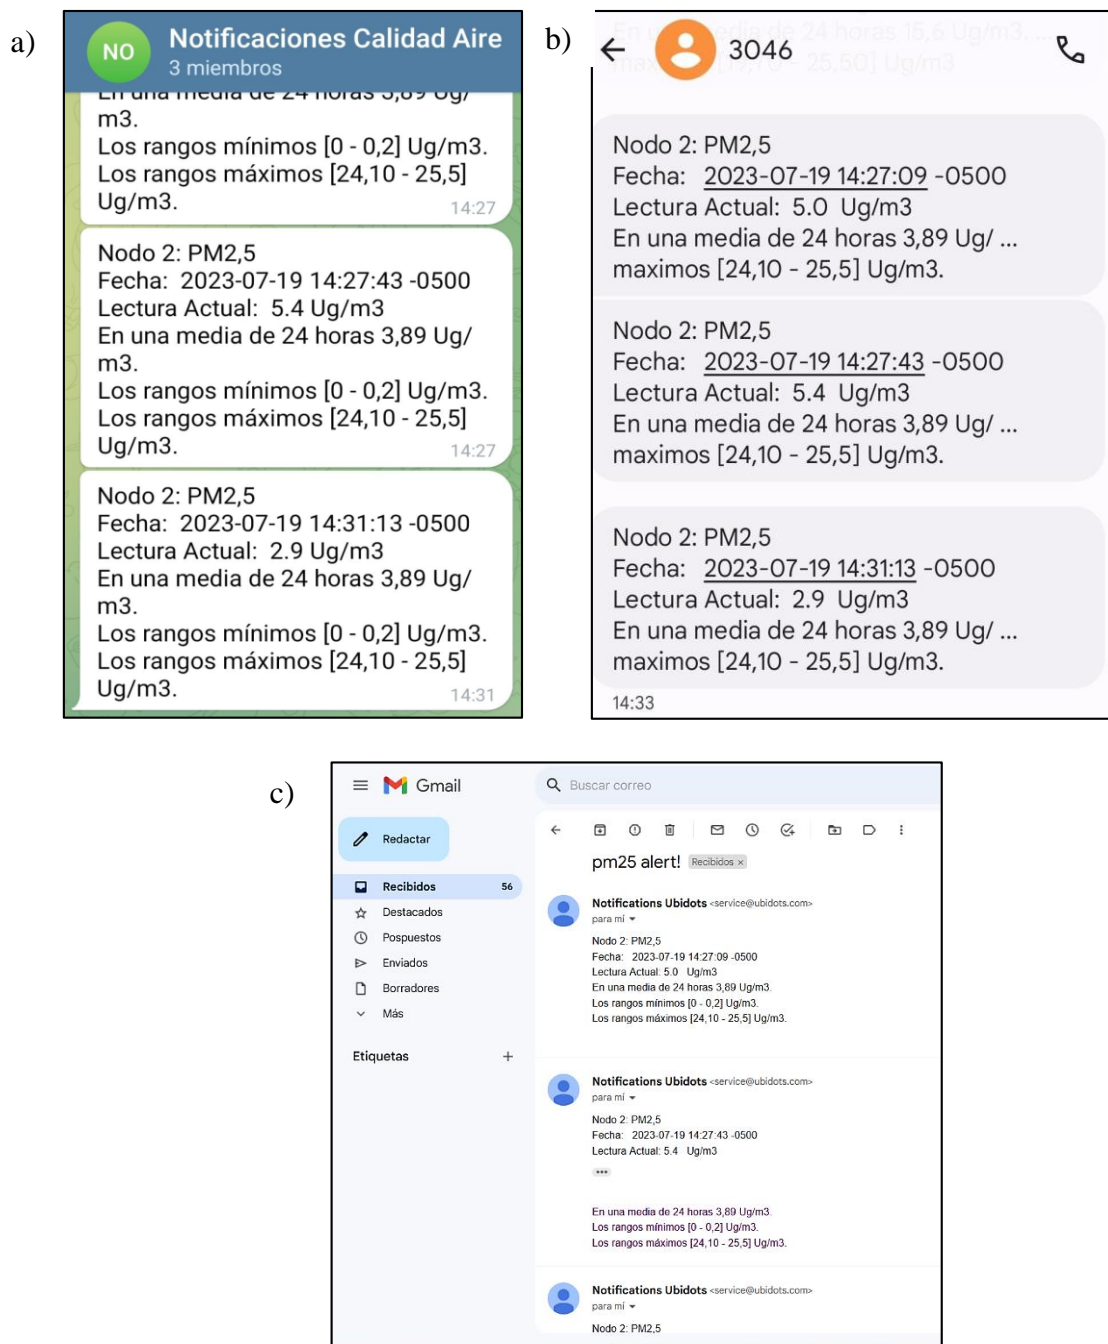 a)
NO
Notificaciones Calidad Aire
3 miembros
En una media de 24 horas 3,89 Ug/
m3.
Los rangos mínimos [0 - 0,2] Ug/m3.
Los rangos máximos [24,10 - 25,5]
Ug/m3.
14:27
Nodo 2: PM2,5
Fecha: 2023-07-19 14:27:43 -0500
Lectura Actual: 5.4 Ug/m3
En una media de 24 horas 3,89 Ug/
m3.
Los rangos mínimos [0 - 0,2] Ug/m3.
Los rangos máximos [24,10 - 25,5]
Ug/m3.
14:27
Nodo 2: PM2,5
Fecha: 2023-07-19 14:31:13 -0500
Lectura Actual: 2.9 Ug/m3
En una media de 24 horas 3,89 Ug/
m3.
Los rangos mínimos [0 - 0,2] Ug/m3.
Los rangos máximos [24,10 - 25,5]
Ug/m3.
14:31
b)
3046
Nodo 2: PM2,5
Fecha: 2023-07-19 14:27:09 -0500
Lectura Actual: 5.0 Ug/m3
En una media de 24 horas 3,89 Ug/ ...
maximos [24,10 - 25,5] Ug/m3.
Nodo 2: PM2,5
Fecha: 2023-07-19 14:27:43 -0500
Lectura Actual: 5.4 Ug/m3
En una media de 24 horas 3,89 Ug/ ...
maximos [24,10 - 25,5] Ug/m3.
Nodo 2: PM2,5
Fecha: 2023-07-19 14:31:13 -0500
Lectura Actual: 2.9 Ug/m3
En una media de 24 horas 3,89 Ug/ ...
maximos [24,10 - 25,5] Ug/m3.
14:33
c)
Gmail
Buscar correo
Redactar
Recibidos 56
Destacados
Pospuestos
Enviados
Borradores
Más
Etiquetas +
pm25 alert! Recibidos ×
Notifications Ubidots <service@ubidots.com>
para mí
Nodo 2: PM2,5
Fecha: 2023-07-19 14:27:09 -0500
Lectura Actual: 5.0 Ug/m3
En una media de 24 horas 3,89 Ug/m3.
Los rangos mínimos [0 - 0,2] Ug/m3.
Los rangos máximos [24,10 - 25,5] Ug/m3.
Notifications Ubidots <service@ubidots.com>
para mí
Nodo 2: PM2,5
Fecha: 2023-07-19 14:27:43 -0500
Lectura Actual: 5.4 Ug/m3
•••
En una media de 24 horas 3,89 Ug/m3.
Los rangos mínimos [0 - 0,2] Ug/m3.
Los rangos máximos [24,10 - 25,5] Ug/m3.
Notifications Ubidots <service@ubidots.com>
para mí
Nodo 2: PM2,5